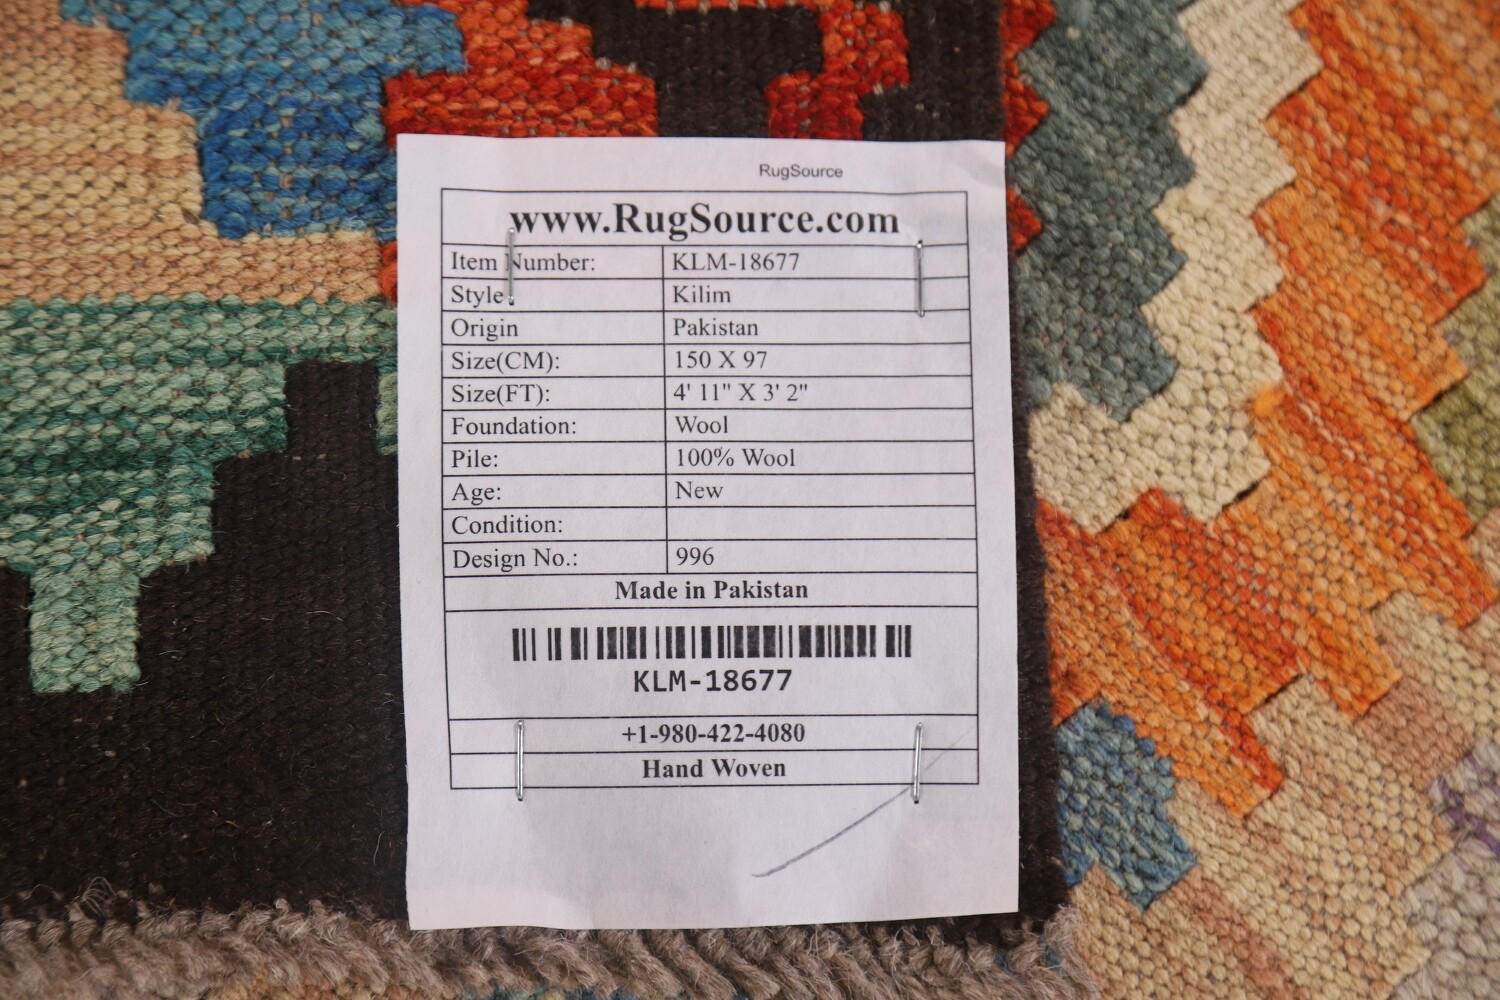 RugSource
www.RugSource.com
Item Number: KLM-18677
Style: Kilim
Origin Pakistan
Size(CM): 150 X 97
Size(FT): 4' 11" X 3' 2"
Foundation: Wool
Pile: 100% Wool
Age: New
Condition:
Design No.: 996
Made in Pakistan
KLM-18677
+1-980-422-4080
Hand Woven